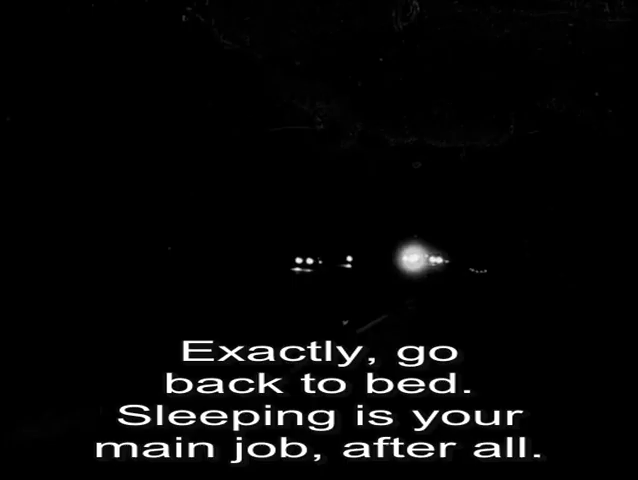 Exactly, go
back to bed.
Sleeping is your
main job, after all.